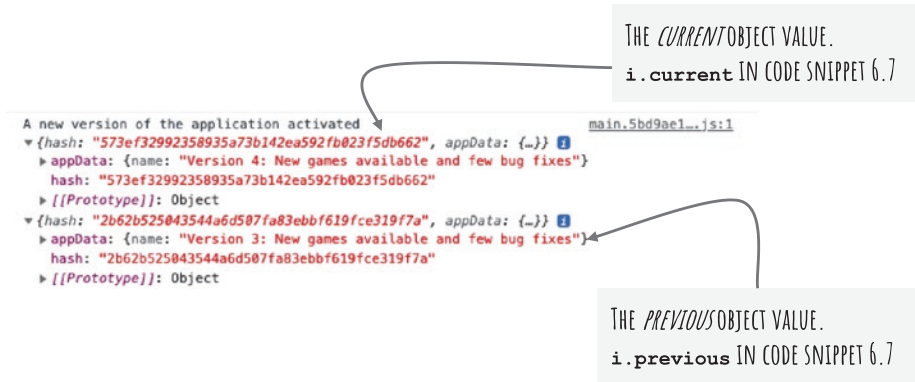 The CURRENT object value.
i.current in code snippet 6.7
A new version of the application activated main.5bd9ae1….js:1
▼{hash: "573ef32992358935a73b142ea592fb023f5db662", appData: {…}} i
▶appData: {name: "Version 4: New games available and few bug fixes"}
hash: "573ef32992358935a73b142ea592fb023f5db662"
▶[[Prototype]]: Object
▼{hash: "2b62b525043544a6d507fa83ebbf619fce319f7a", appData: {…}} i
▶appData: {name: "Version 3: New games available and few bug fixes"}
hash: "2b62b525043544a6d507fa83ebbf619fce319f7a"
▶[[Prototype]]: Object
The PREVIOUS object value.
i.previous in code snippet 6.7